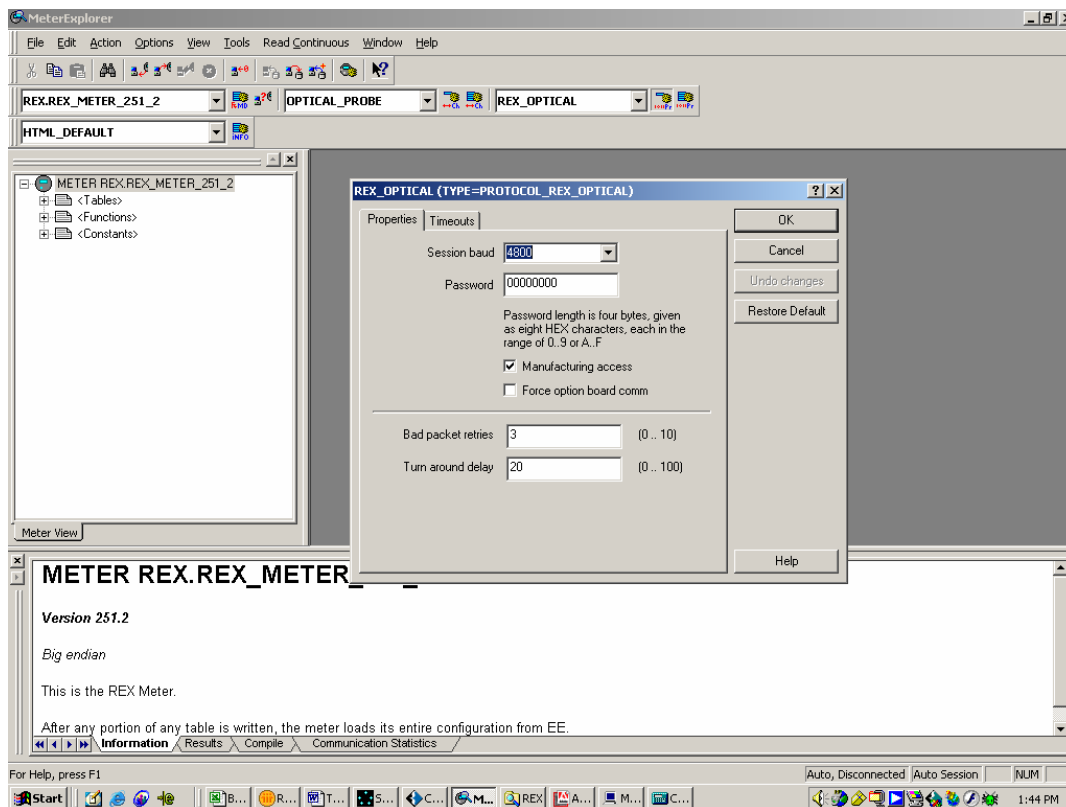 MeterExplorer
File Edit Action Options View Tools Read Continuous Window Help
REX.REX_METER_251_2 OPTICAL_PROBE REX_OPTICAL
HTML_DEFAULT
METER REX.REX_METER_251_2
<Tables>
<Functions>
<Constants>
Meter View
REX_OPTICAL (TYPE=PROTOCOL_REX_OPTICAL)
Properties Timeouts
Session baud 4800
Password 00000000
Password length is four bytes, given
as eight HEX characters, each in the
range of 0..9 or A..F
Manufacturing access
Force option board comm
Bad packet retries 3 (0 .. 10)
Turn around delay 20 (0 .. 100)
OK
Cancel
Undo changes
Restore Default
Help
METER REX.REX_METER_
Version 251.2
Big endian
This is the REX Meter.
After any portion of any table is written, the meter loads its entire configuration from EE.
Information Results Compile Communication Statistics
For Help, press F1 Auto, Disconnected Auto Session NUM
Start B... R... T... S... C... M... REX A... M... C... 1:44 PM